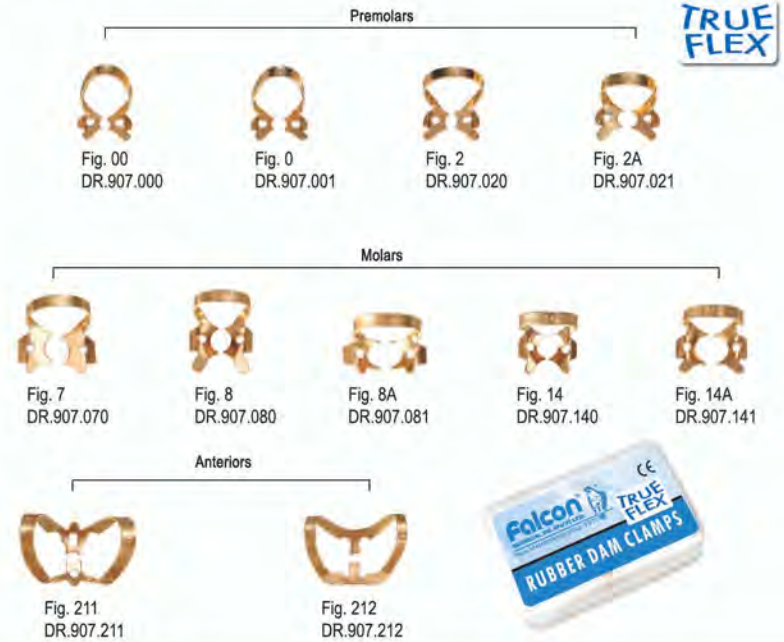 Premolars
TRUE
FLEX
Fig. 00
DR.907.000
Fig. 0
DR.907.001
Fig. 2
DR.907.020
Fig. 2A
DR.907.021
Molars
Fig. 7
DR.907.070
Fig. 8
DR.907.080
Fig. 8A
DR.907.081
Fig. 14
DR.907.140
Fig. 14A
DR.907.141
Anteriors
Fig. 211
DR.907.211
Fig. 212
DR.907.212
CE
Falcon
TRUE
FLEX
RUBBER DAM CLAMPS